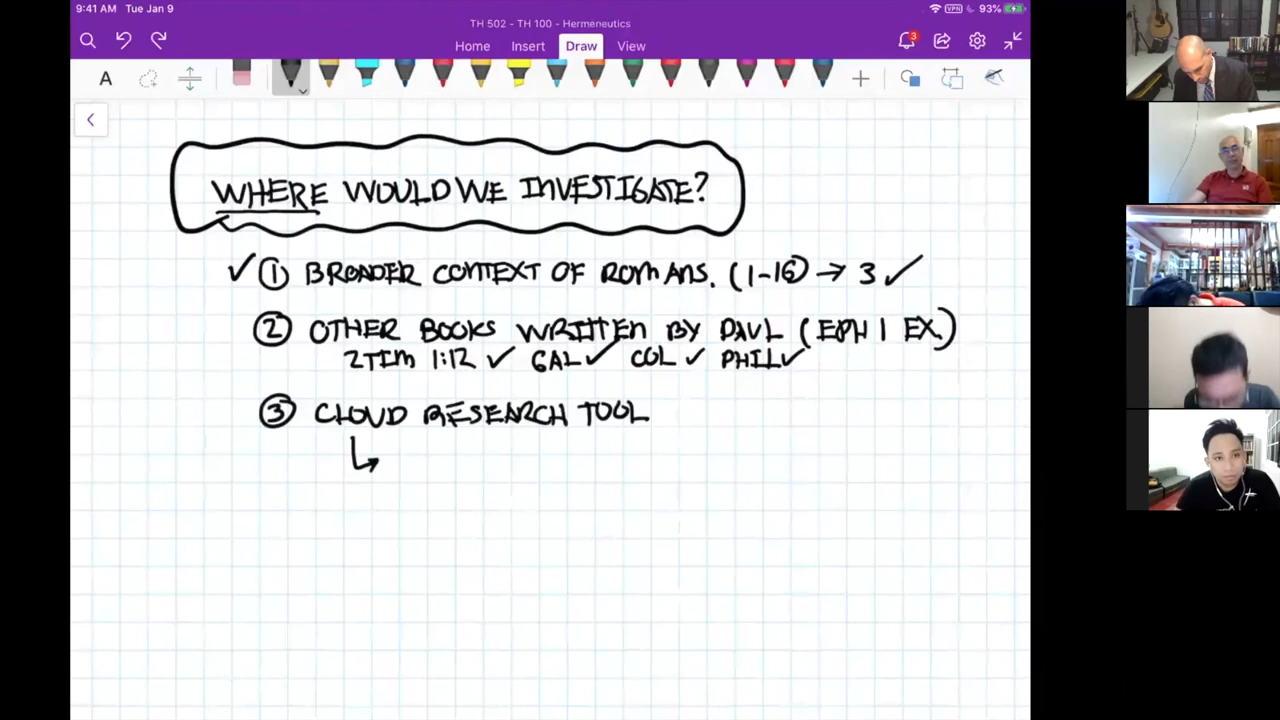 9:41 AM Tue Jan 9
VPN 93%
TH 502 - TH 100 - Hermeneutics
Home Insert Draw View
3
A
WHERE WOULD WE INVESTIGATE?
✓ ① BROADER CONTEXT OF ROMANS. (1-16) → 3 ✓
② OTHER BOOKS WRITTEN BY PAUL (EPH 1 EX.)
2TIM 1:12 ✓ GAL ✓ COL ✓ PHIL ✓
③ CLOUD RESEARCH TOOL